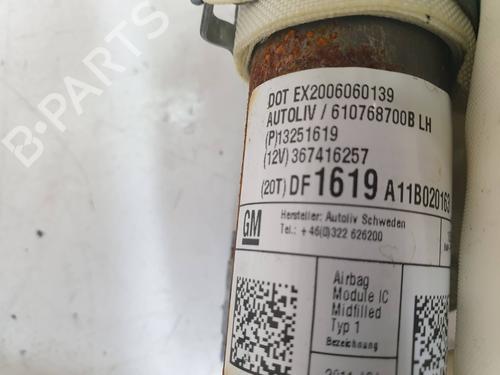 DOT EX2006060139
AUTOLIV / 610768700B LH
(P)13251619
(12V) 367416257
(20T) DF 1619 A11B020163
GM
Hersteller: Autoliv Schweden
Tel.: +46(0)322 626200
Airbag
Module IC
Midfilled
Typ 1
Bezeichnung
B-PARTS